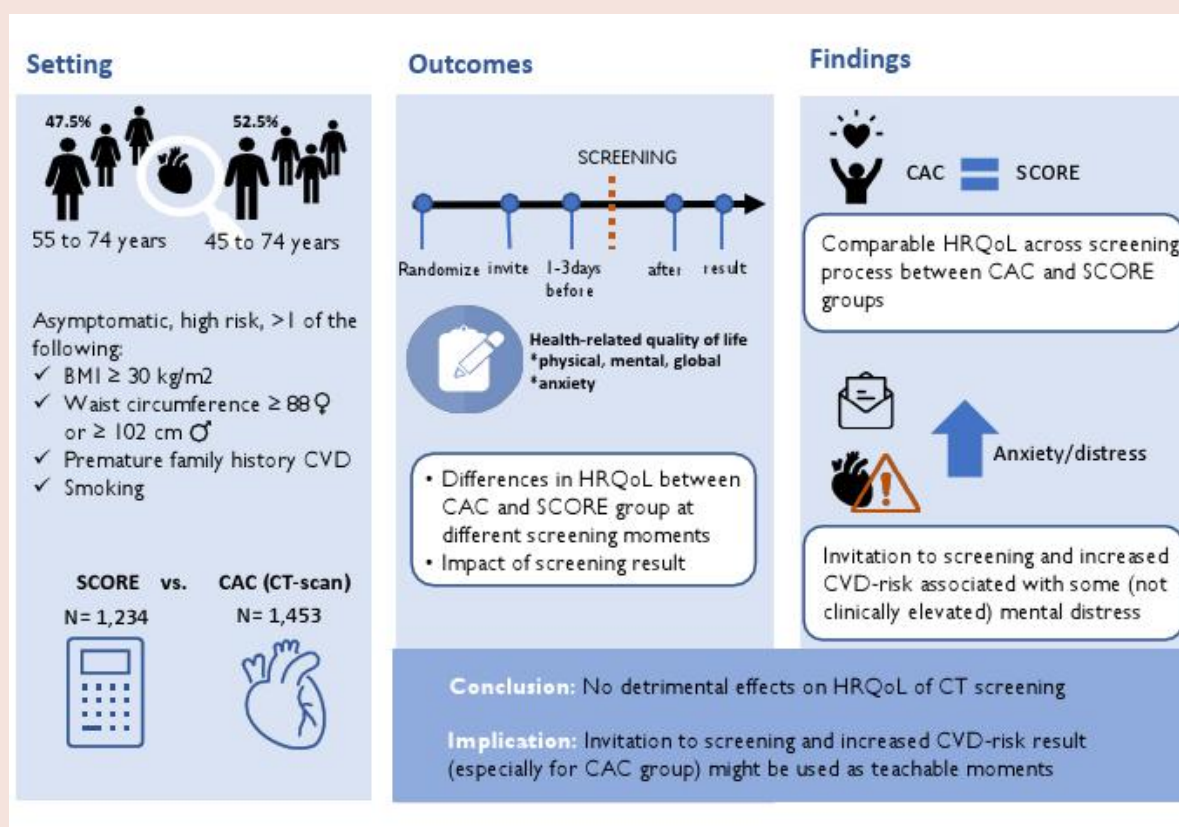 Setting
47.5%
52.5%
55 to 74 years
45 to 74 years
Asymptomatic, high risk, >1 of the
following:
✓ BMI ≥ 30 kg/m2
✓ Waist circumference ≥ 88 ♀
or ≥ 102 cm ♂
✓ Premature family history CVD
✓ Smoking
SCORE vs. CAC (CT-scan)
N= 1,234
N= 1,453
Outcomes
SCREENING
Randomize
invite
1-3days
before
after
result
Health-related quality of life
*physical, mental, global
*anxiety
• Differences in HRQoL between
CAC and SCORE group at
different screening moments
• Impact of screening result
Findings
CAC = SCORE
Comparable HRQoL across screening
process between CAC and SCORE
groups
Anxiety/distress
Invitation to screening and increased
CVD-risk associated with some (not
clinically elevated) mental distress
Conclusion: No detrimental effects on HRQoL of CT screening
Implication: Invitation to screening and increased CVD-risk result
(especially for CAC group) might be used as teachable moments